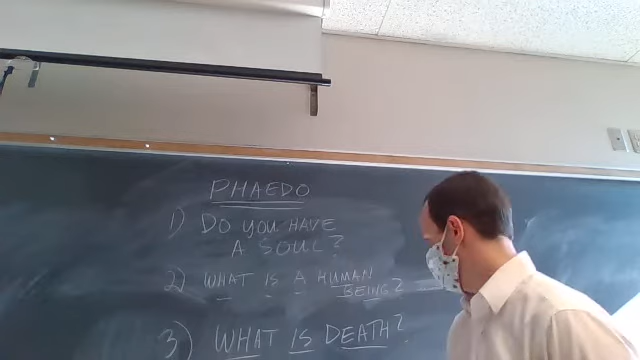 PHAEDO
1) DO YOU HAVE
A SOUL?
2) WHAT IS A HUMAN
BEING?
3) WHAT IS DEATH?